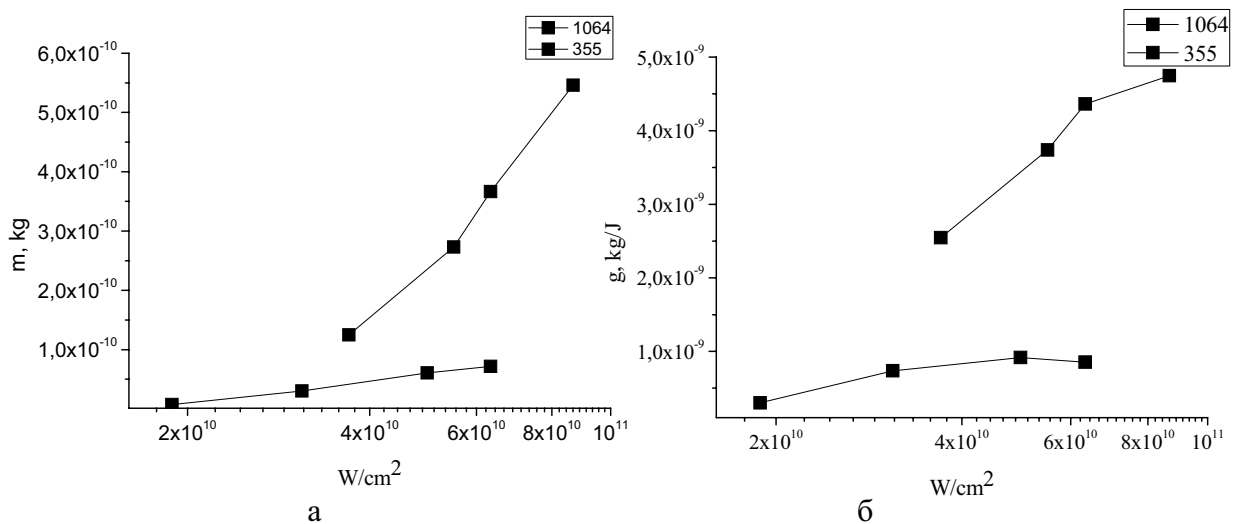 1064
355
6,0x10⁻¹⁰
5,0x10⁻¹⁰
4,0x10⁻¹⁰
3,0x10⁻¹⁰
2,0x10⁻¹⁰
1,0x10⁻¹⁰
m, kg
2x10¹⁰ 4x10¹⁰ 6x10¹⁰ 8x10¹⁰ 10¹¹
W/cm²
а
1064
355
5,0x10⁻⁹
4,0x10⁻⁹
3,0x10⁻⁹
2,0x10⁻⁹
1,0x10⁻⁹
g, kg/J
2x10¹⁰ 4x10¹⁰ 6x10¹⁰ 8x10¹⁰ 10¹¹
W/cm²
б